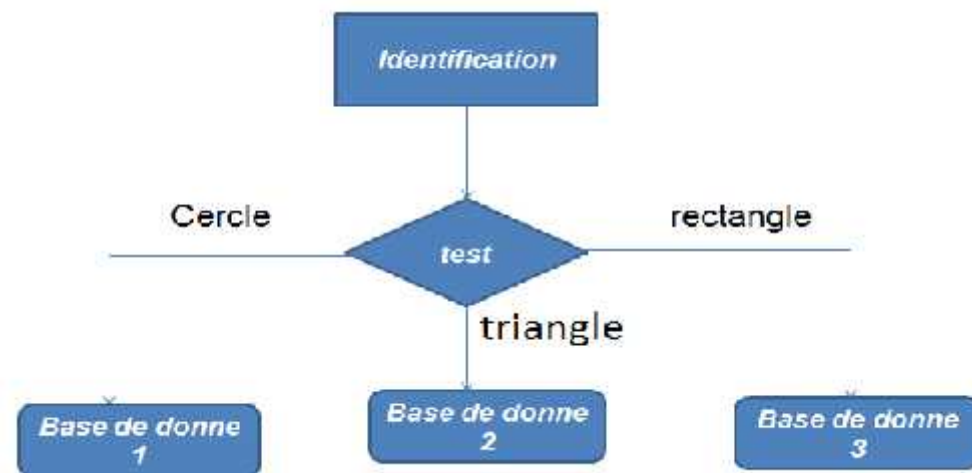 Identification
Cercle
rectangle
test
triangle
Base de donne
1
Base de donne
2
Base de donne
3